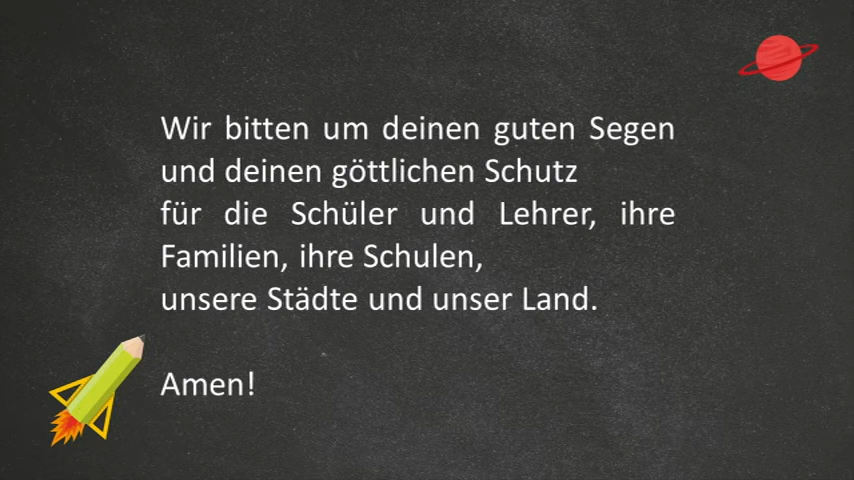 Wir bitten um deinen guten Segen
und deinen göttlichen Schutz
für die Schüler und Lehrer, ihre
Familien, ihre Schulen,
unsere Städte und unser Land.
Amen!